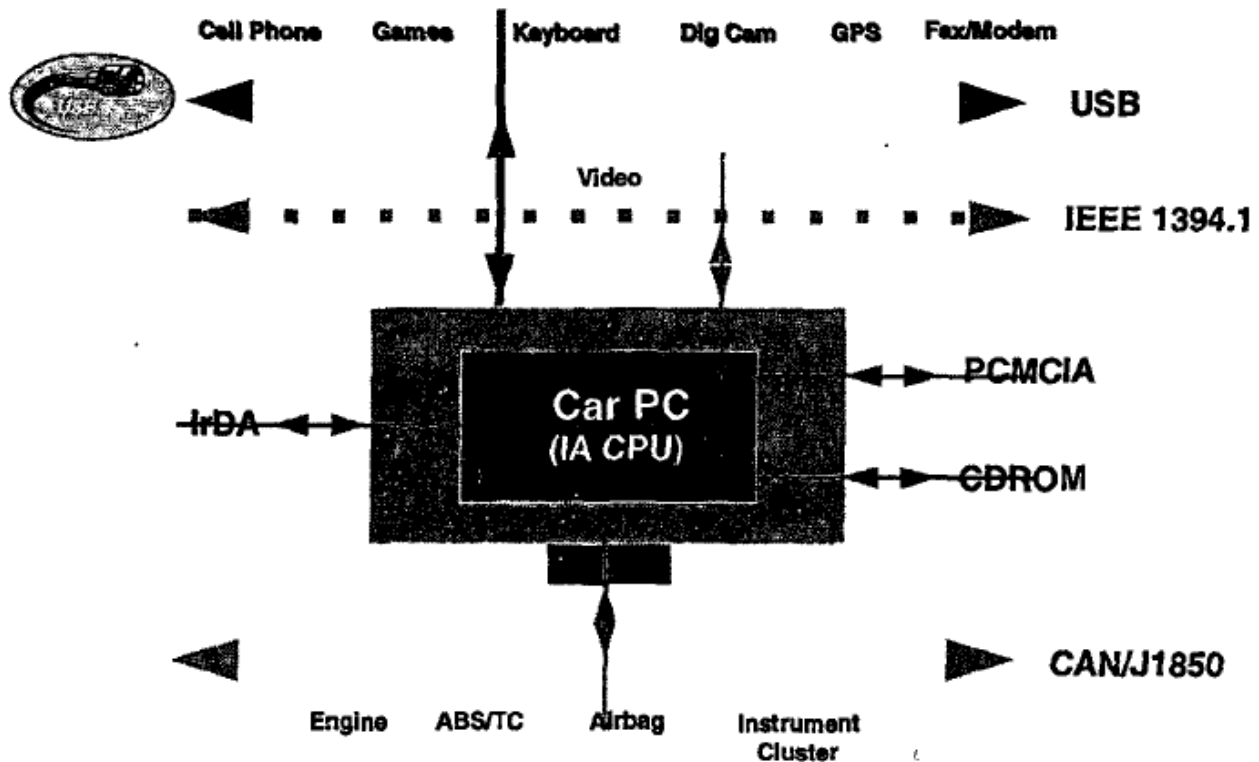 Cell Phone Games Keyboard Dig Cam GPS Fax/Modem
USB
Video
IEEE 1394.1
PCMCIA
Car PC
IrDA
(IA CPU)
CDROM
CAN/J1850
Engine ABS/TC Airbag Instrument
Cluster